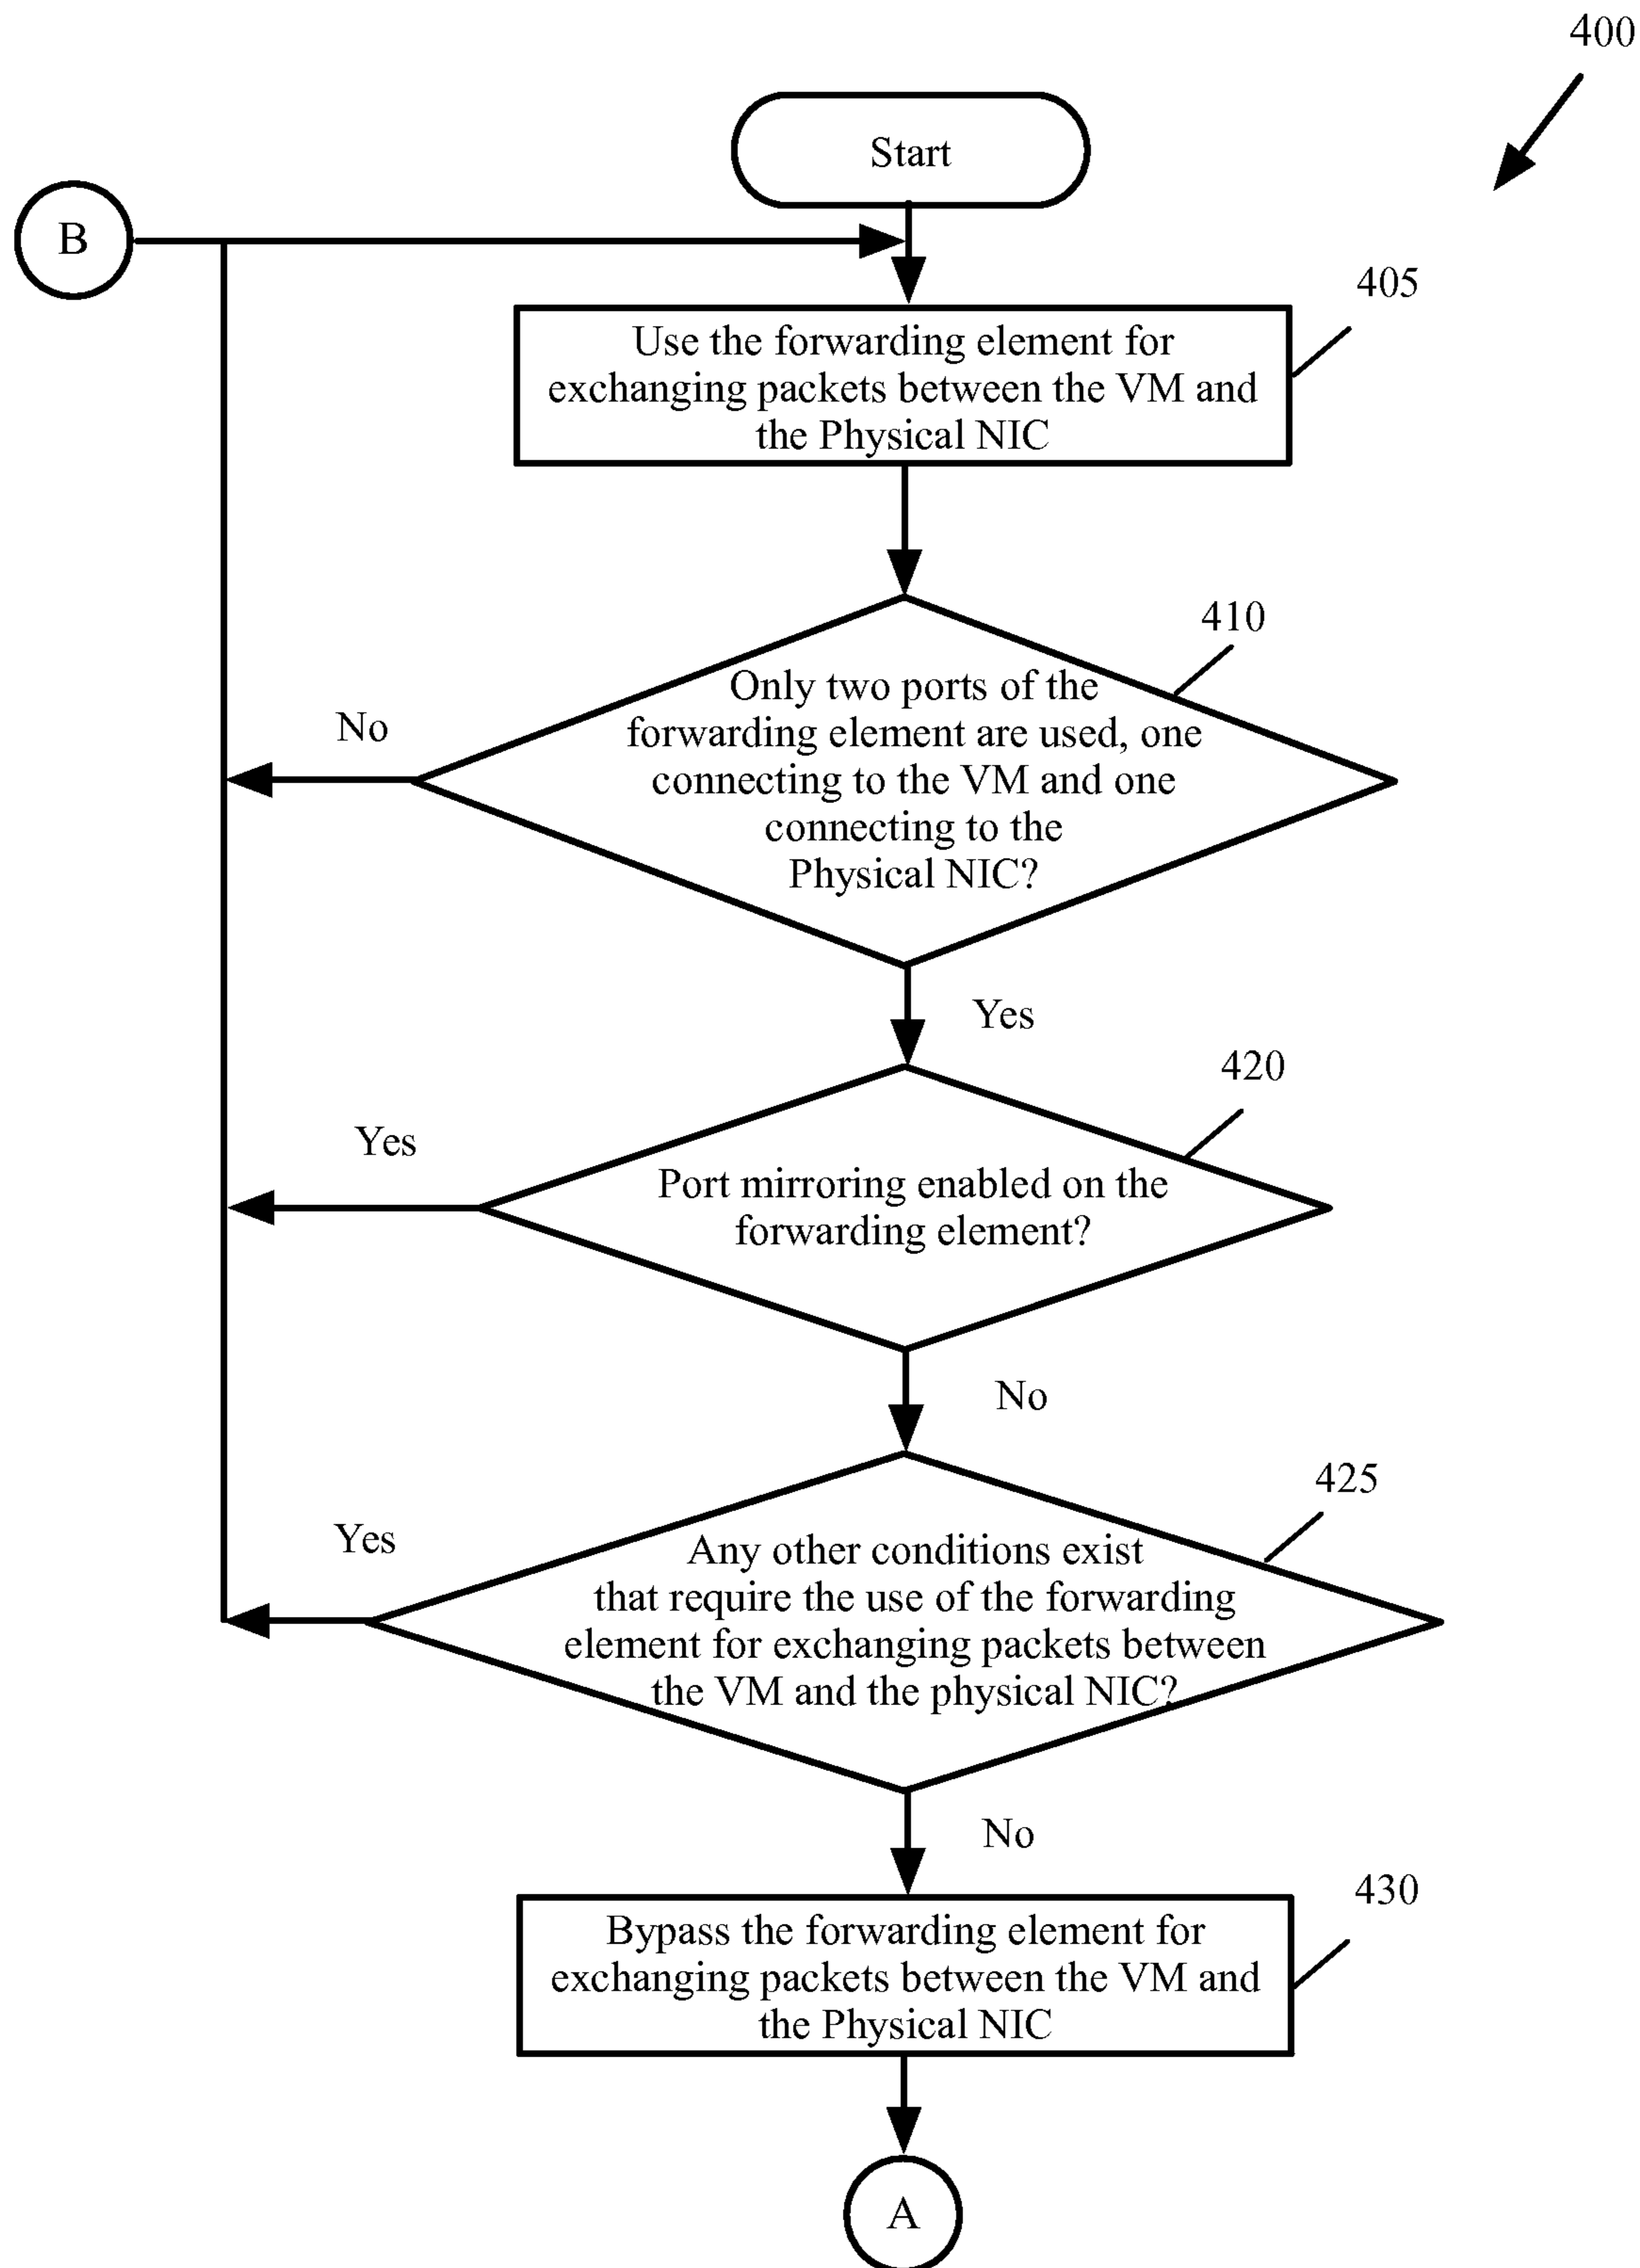 400
Start
B
405
Use the forwarding element for
exchanging packets between the VM and
the Physical NIC
410
Only two ports of the
forwarding element are used, one
connecting to the VM and one
connecting to the
Physical NIC?
No
Yes
420
Port mirroring enabled on the
forwarding element?
Yes
No
425
Any other conditions exist
that require the use of the forwarding
element for exchanging packets between
the VM and the physical NIC?
Yes
No
430
Bypass the forwarding element for
exchanging packets between the VM and
the Physical NIC
A